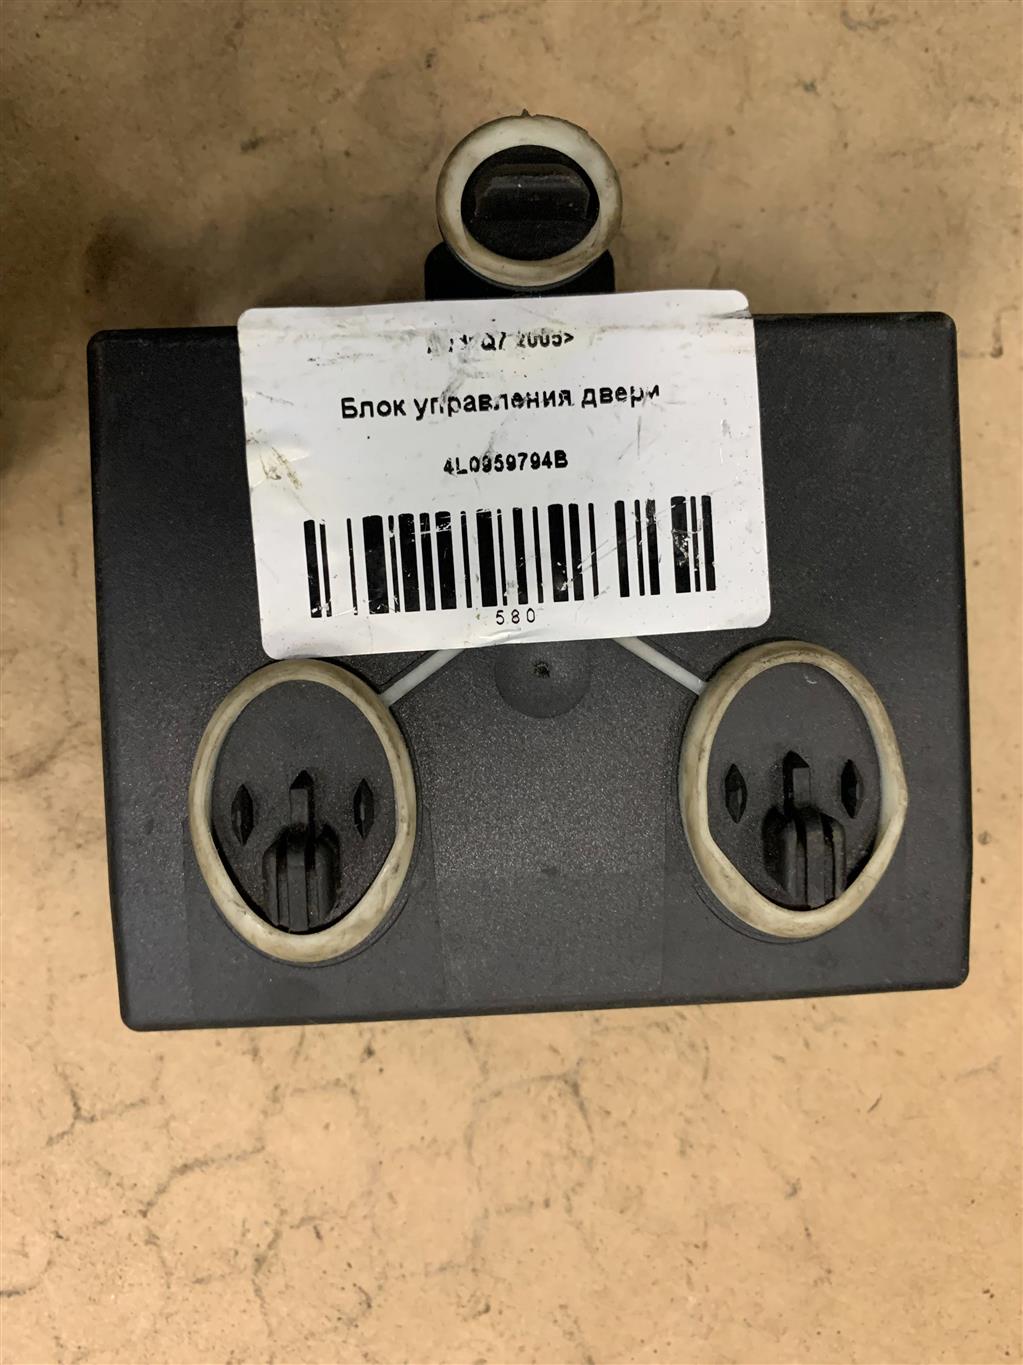 Q7 2005>
Блок управления двери
4L0959794B
580